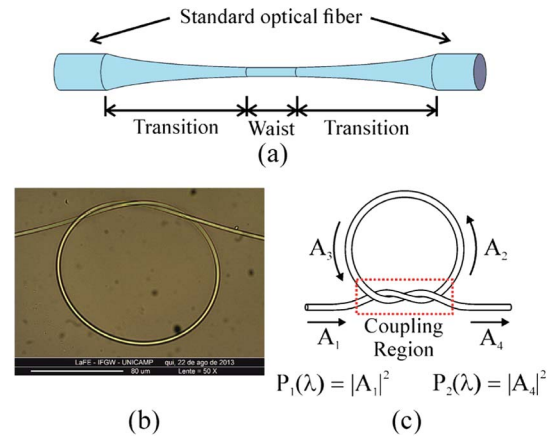 Standard optical fiber
Transition
Waist
Transition
(a)
LaFE - IFGW - UNICAMP qui, 22 de ago de 2013
80 um Lente = 50 X
(b)
A₃
A₂
A₁
Coupling
Region
A₄
P₁(λ) = |A₁|² P₂(λ) = |A₄|²
(c)